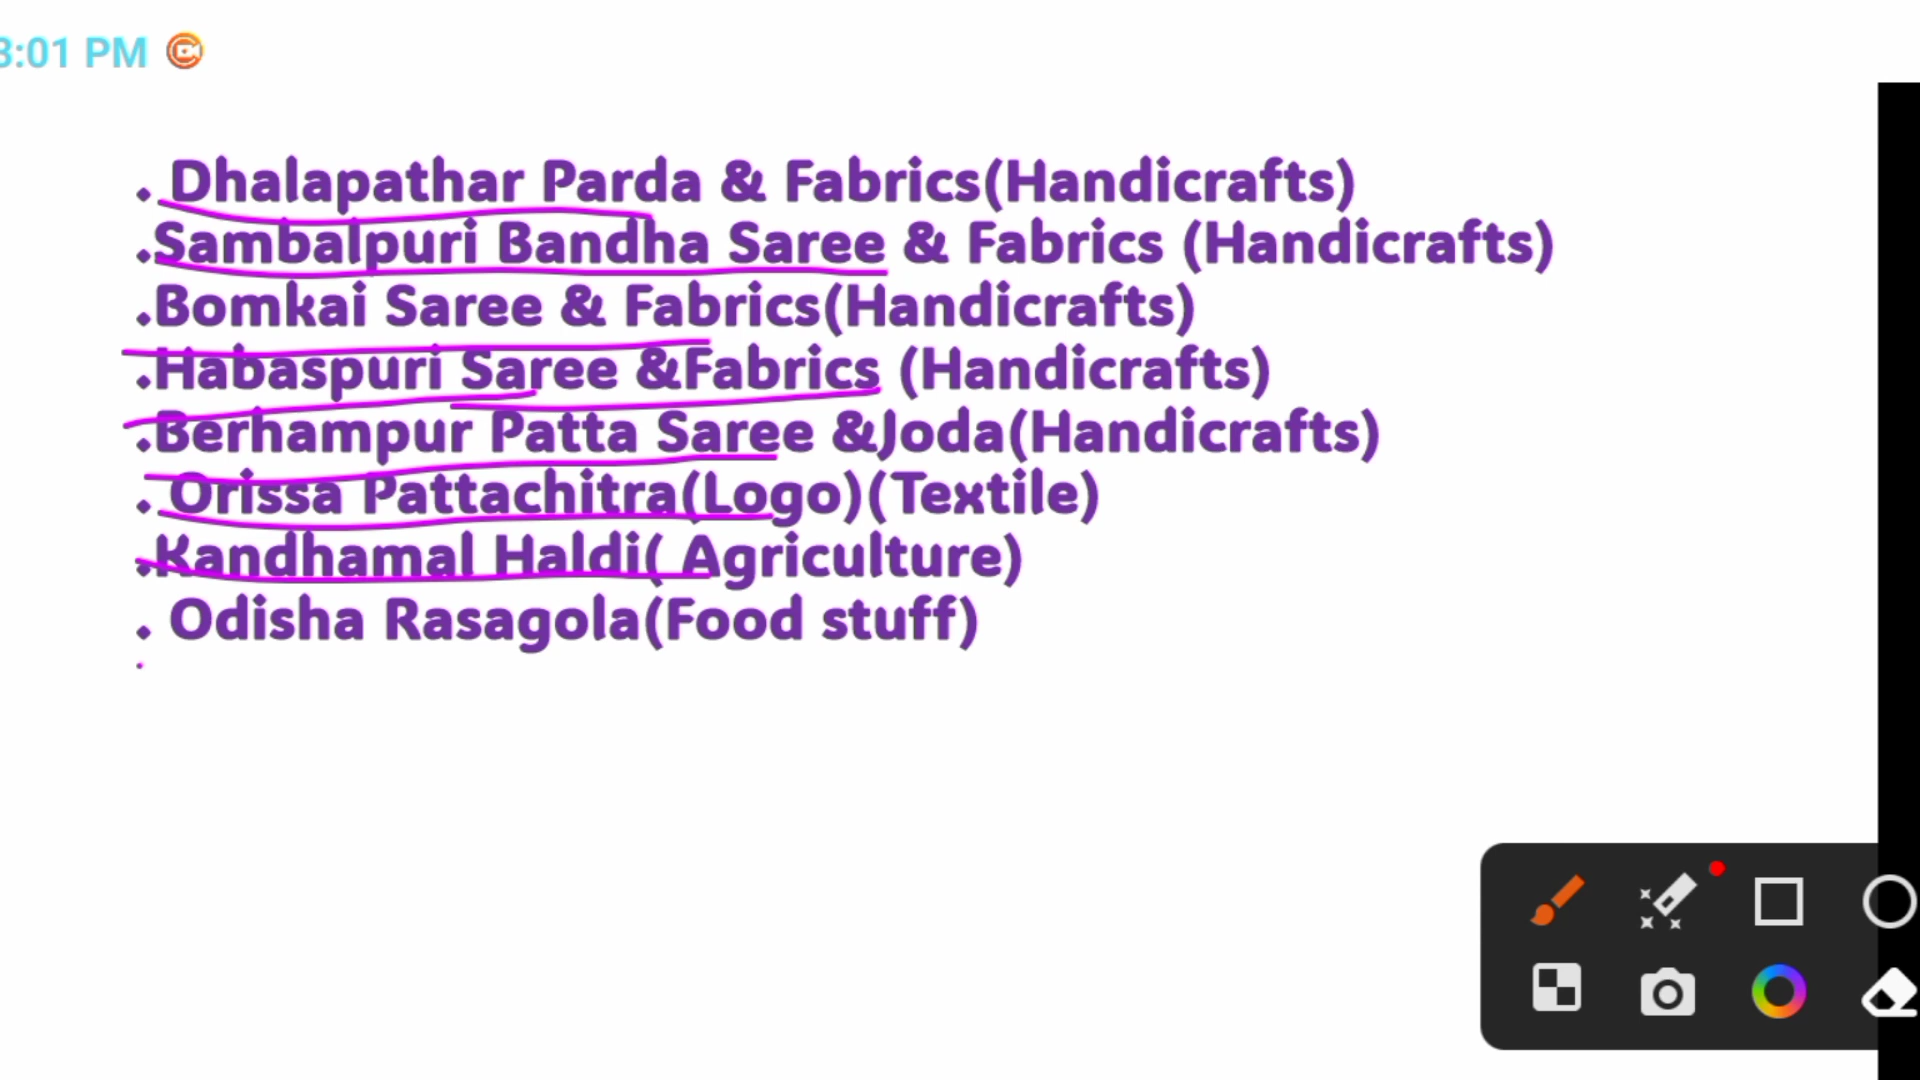 3:01 PM
. Dhalapathar Parda & Fabrics(Handicrafts)
.Sambalpuri Bandha Saree & Fabrics (Handicrafts)
.Bomkai Saree & Fabrics(Handicrafts)
.Habaspuri Saree &Fabrics (Handicrafts)
.Berhampur Patta Saree &Joda(Handicrafts)
. Orissa Pattachitra(Logo)(Textile)
.Kandhamal Haldi( Agriculture)
. Odisha Rasagola(Food stuff)